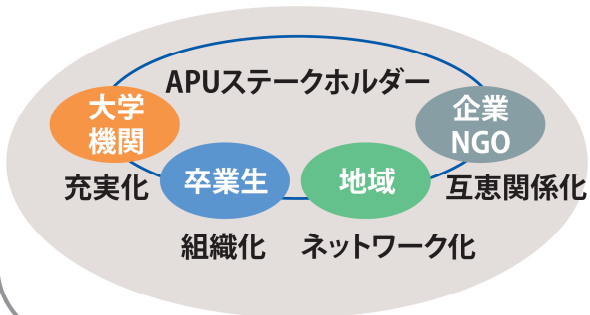 APUステークホルダー
大学
機関
充実化
卒業生
組織化
地域
ネットワーク化
企業
NGO
互恵関係化